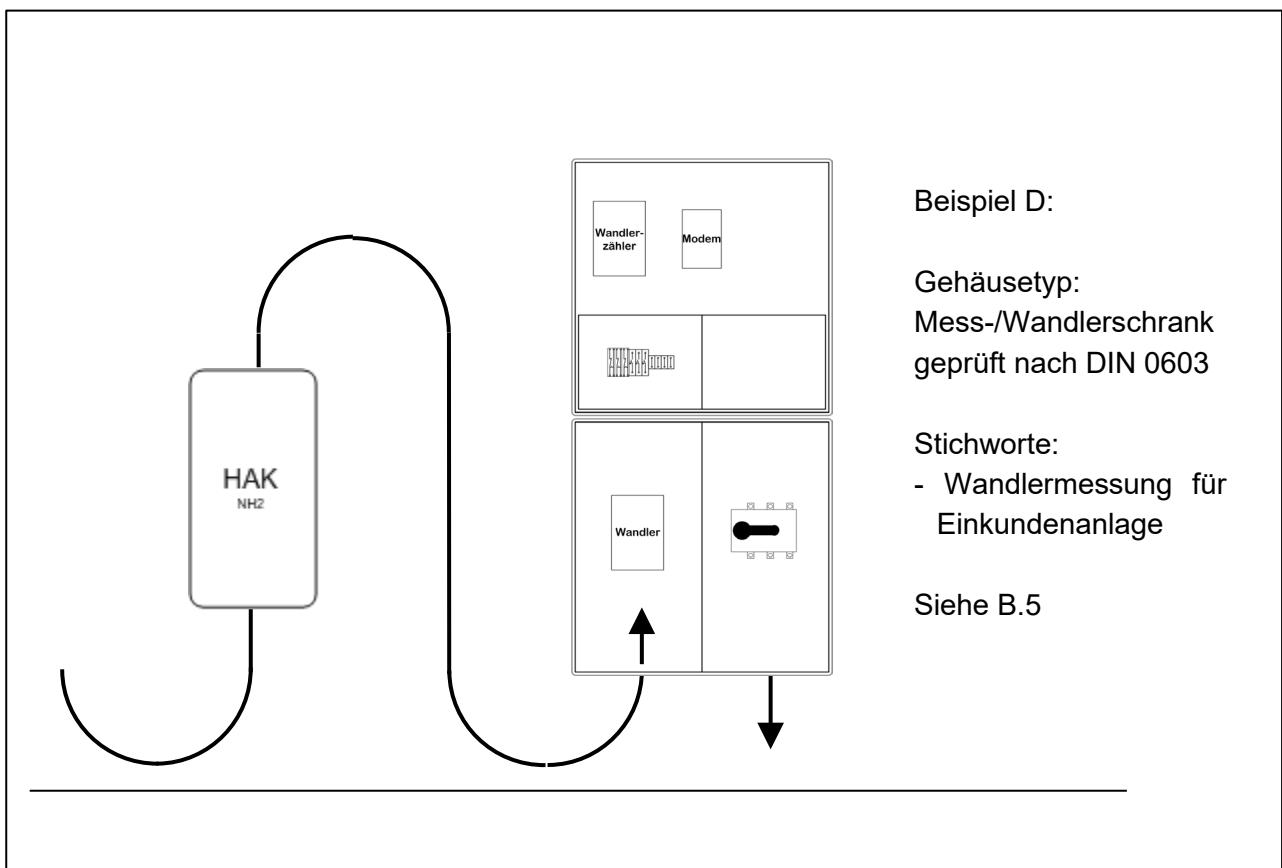 HAK
NH2
Wandler-
zähler
Modem
Wandler
Beispiel D:
Gehäusetyp:
Mess-/Wandlerschrank
geprüft nach DIN 0603
Stichworte:
- Wandlermessung für
Einkundenanlage
Siehe B.5